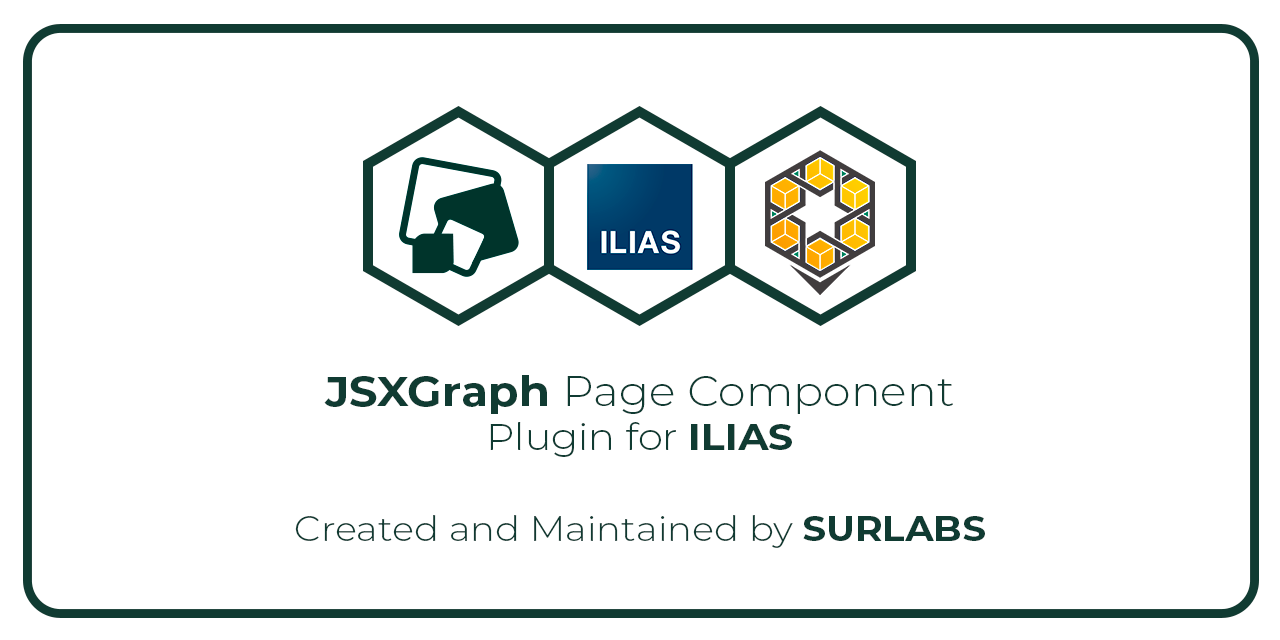 ILIAS
JSXGraph Page Component
Plugin for ILIAS
Created and Maintained by SURLABS